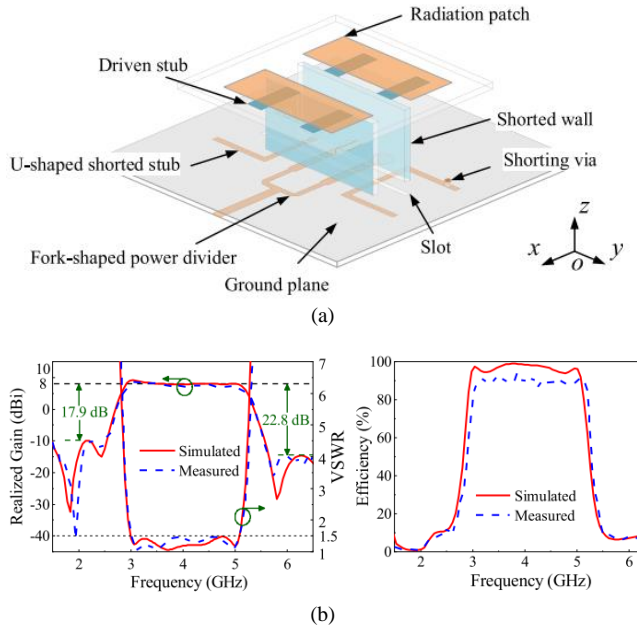 Radiation patch
Driven stub
Shorted wall
U-shaped shorted stub
Shorting via
Slot
Fork-shaped power divider
Ground plane
z
x
o
y
(a)
10
8
0
-10
-20
-30
-40
Realized Gain (dBi)
17.9 dB
22.8 dB
Simulated
Measured
7
6
5
4
3
2
1.5
1
VSWR
2 3 4 5 6
Frequency (GHz)
100
80
60
40
20
0
Efficiency (%)
Simulated
Measured
2 3 4 5 6
Frequency (GHz)
(b)